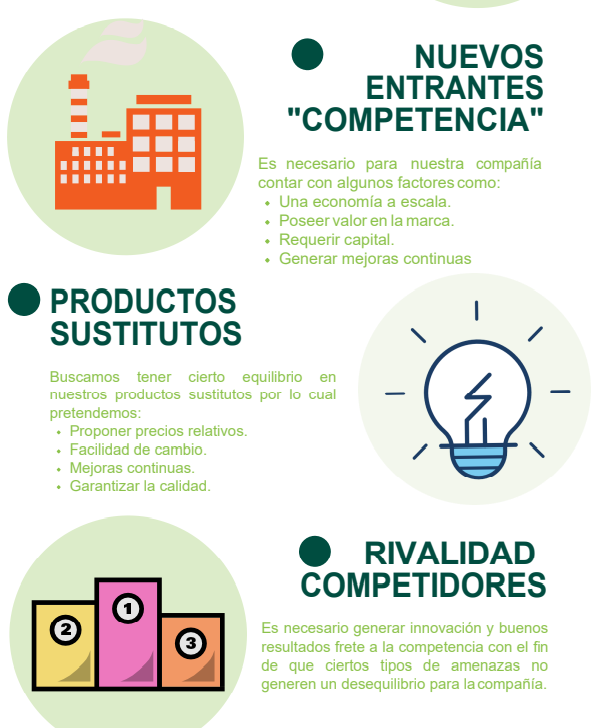 NUEVOS
ENTRANTES
"COMPETENCIA"
Es necesario para nuestra compañía
contar con algunos factores como:
• Una economía a escala.
• Poseer valor en la marca.
• Requerir capital.
• Generar mejoras continuas
PRODUCTOS
SUSTITUTOS
Buscamos tener cierto equilibrio en
nuestros productos sustitutos por lo cual
pretendemos:
• Proponer precios relativos.
• Facilidad de cambio.
• Mejoras continuas.
• Garantizar la calidad.
2
1
3
RIVALIDAD
COMPETIDORES
Es necesario generar innovación y buenos
resultados frete a la competencia con el fin
de que ciertos tipos de amenazas no
generen un desequilibrio para la compañía.